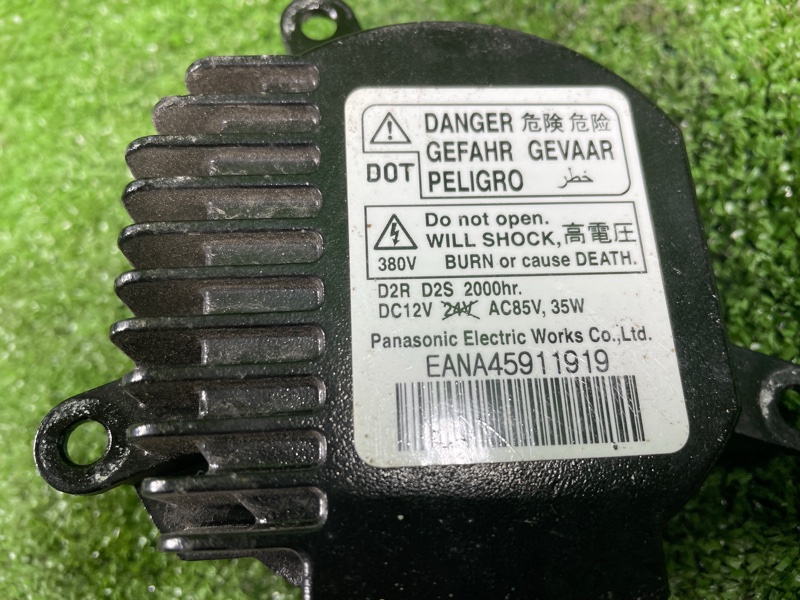 DANGER 危険 危险
DOT GEFAHR GEVAAR
PELIGRO خطر
Do not open.
WILL SHOCK, 高電圧
380V BURN or cause DEATH.
D2R D2S 2000hr.
DC12V 24V AC85V, 35W
Panasonic Electric Works Co.,Ltd.
EANA45911919